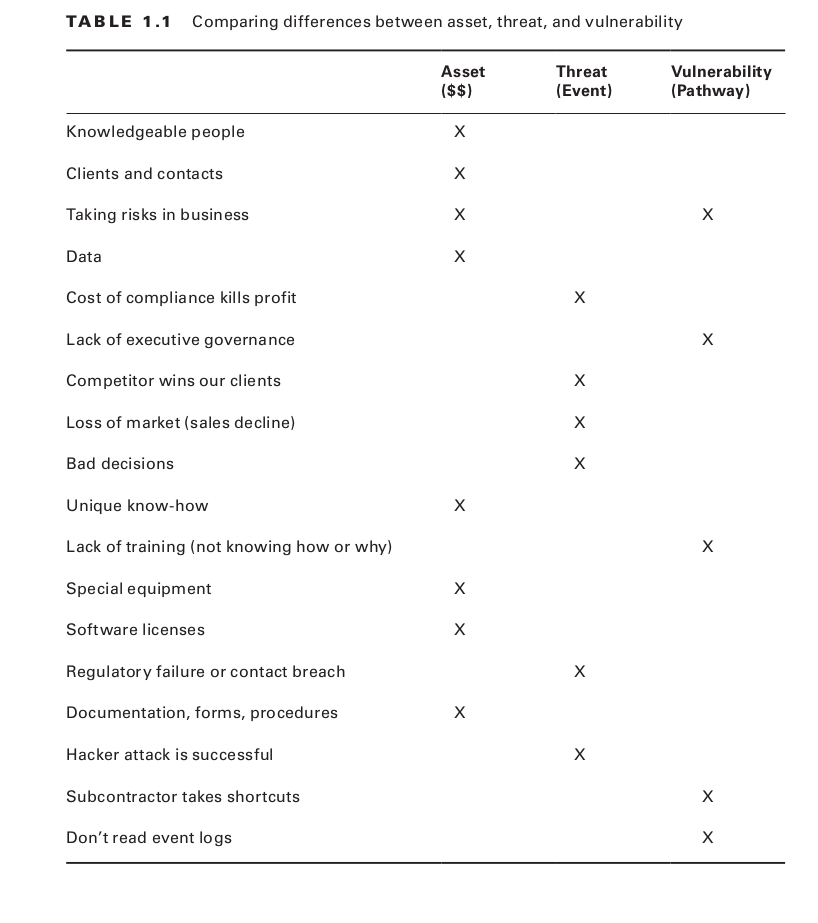 TABLE 1.1 Comparing differences between asset, threat, and vulnerability
Asset Threat Vulnerability
($$) (Event) (Pathway)
Knowledgeable people X
Clients and contacts X
Taking risks in business X X
Data X
Cost of compliance kills profit X
Lack of executive governance X
Competitor wins our clients X
Loss of market (sales decline) X
Bad decisions X
Unique know-how X
Lack of training (not knowing how or why) X
Special equipment X
Software licenses X
Regulatory failure or contact breach X
Documentation, forms, procedures X
Hacker attack is successful X
Subcontractor takes shortcuts X
Don’t read event logs X